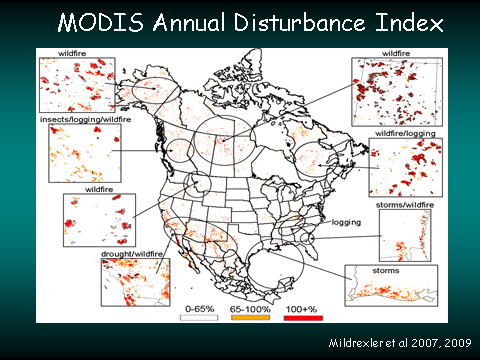 MODIS Annual Disturbance Index
wildfire
wildfire
insects/logging/wildfire
wildfire/logging
wildfire
storms/wildfire
logging
drought/wildfire
storms
0-65% 65-100% 100+%
Mildrexler et al 2007, 2009